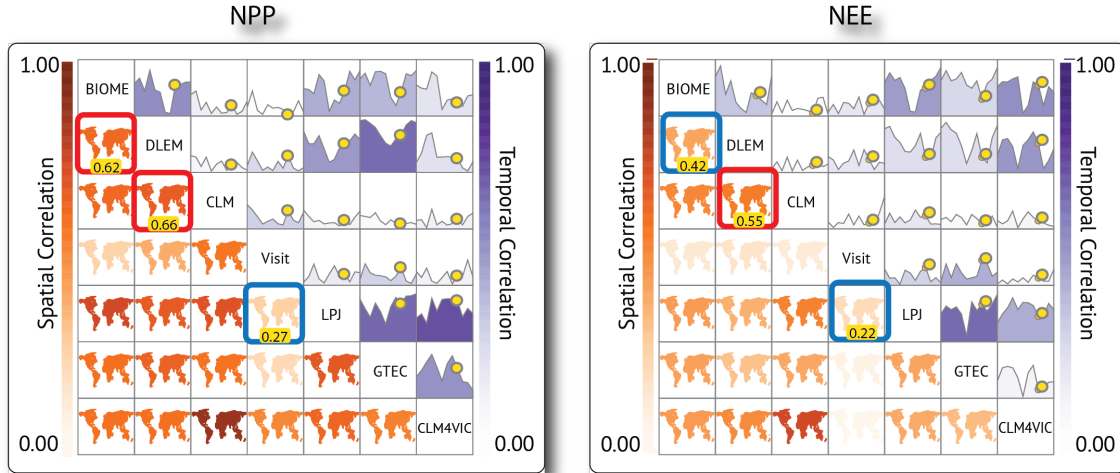 NPP
1.00
1.00
BIOME
DLEM
0.62
CLM
0.66
Visit
LPJ
0.27
GTEC
CLM4VIC
0.00
0.00
Spatial Correlation
Temporal Correlation
NEE
1.00
1.00
BIOME
DLEM
0.42
CLM
0.55
Visit
LPJ
0.22
GTEC
CLM4VIC
0.00
0.00
Spatial Correlation
Temporal Correlation